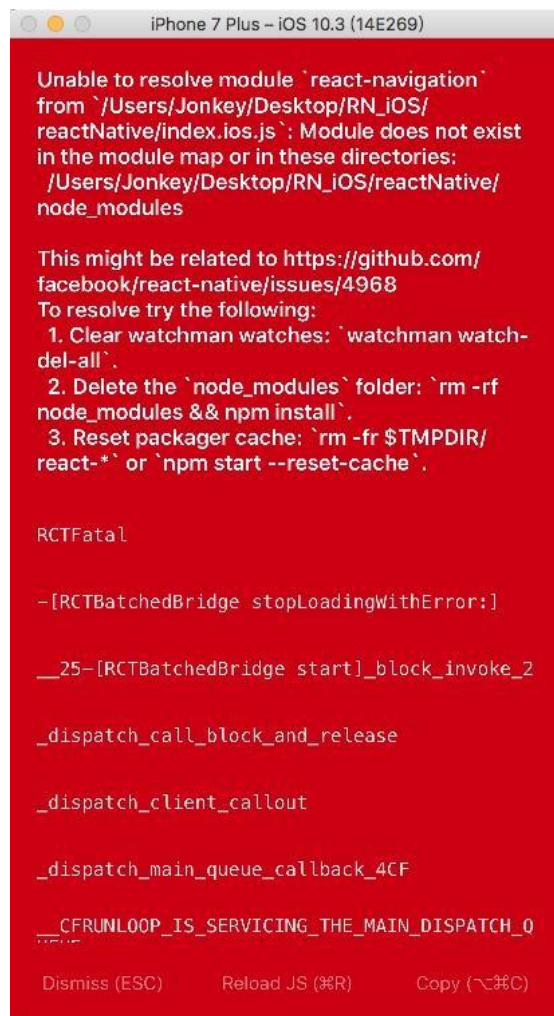 iPhone 7 Plus – iOS 10.3 (14E269)
Unable to resolve module `react-navigation`
from `/Users/Jonkey/Desktop/RN_iOS/
reactNative/index.ios.js`: Module does not exist
in the module map or in these directories:
  /Users/Jonkey/Desktop/RN_iOS/reactNative/
node_modules
This might be related to https://github.com/
facebook/react-native/issues/4968
To resolve try the following:
  1. Clear watchman watches: `watchman watch-
del-all`.
  2. Delete the `node_modules` folder: `rm -rf
node_modules && npm install`.
  3. Reset packager cache: `rm -fr $TMPDIR/
react-*` or `npm start --reset-cache`.
RCTFatal
-[RCTBatchedBridge stopLoadingWithError:]
__25-[RCTBatchedBridge start]_block_invoke_2
_dispatch_call_block_and_release
_dispatch_client_callout
_dispatch_main_queue_callback_4CF
__CFRUNLOOP_IS_SERVICING_THE_MAIN_DISPATCH_Q
Dismiss (ESC) Reload JS (⌘R) Copy (⌥⌘C)